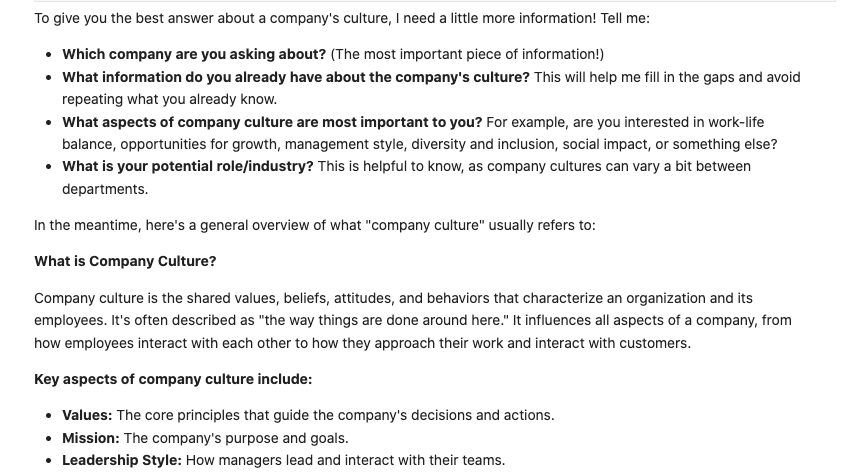 To give you the best answer about a company's culture, I need a little more information! Tell me:
• Which company are you asking about? (The most important piece of information!)
• What information do you already have about the company's culture? This will help me fill in the gaps and avoid
repeating what you already know.
• What aspects of company culture are most important to you? For example, are you interested in work-life
balance, opportunities for growth, management style, diversity and inclusion, social impact, or something else?
• What is your potential role/industry? This is helpful to know, as company cultures can vary a bit between
departments.
In the meantime, here's a general overview of what "company culture" usually refers to:
What is Company Culture?
Company culture is the shared values, beliefs, attitudes, and behaviors that characterize an organization and its
employees. It's often described as "the way things are done around here." It influences all aspects of a company, from
how employees interact with each other to how they approach their work and interact with customers.
Key aspects of company culture include:
• Values: The core principles that guide the company's decisions and actions.
• Mission: The company's purpose and goals.
• Leadership Style: How managers lead and interact with their teams.